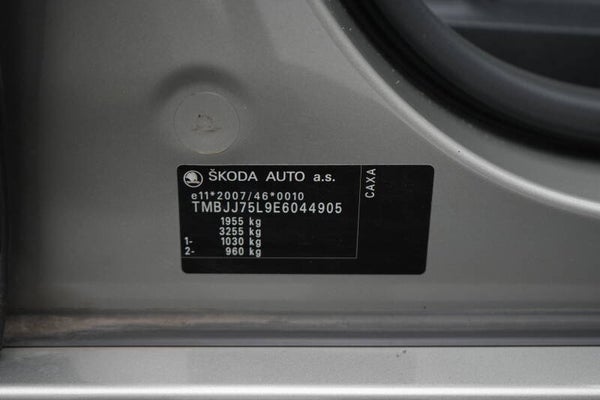 ŠKODA AUTO a.s.
e11*2007/46*0010
TMBJJ75L9E6044905
1955 kg
3255 kg
1- 1030 kg
2- 960 kg
CAXA